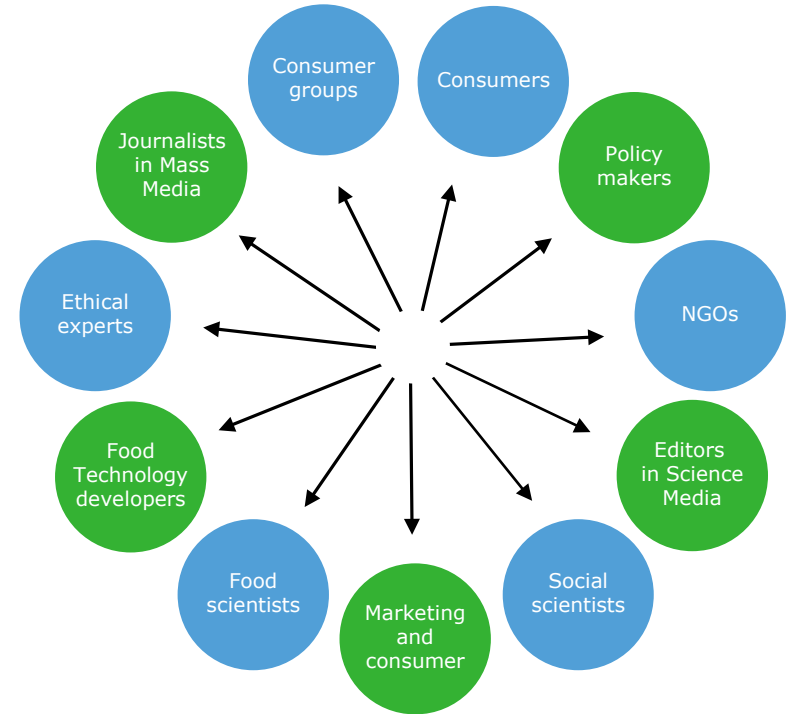 Consumer
groups
Consumers
Policy
makers
NGOs
Editors
in Science
Media
Social
scientists
Marketing
and
consumer
Food
scientists
Food
Technology
developers
Ethical
experts
Journalists
in Mass
Media